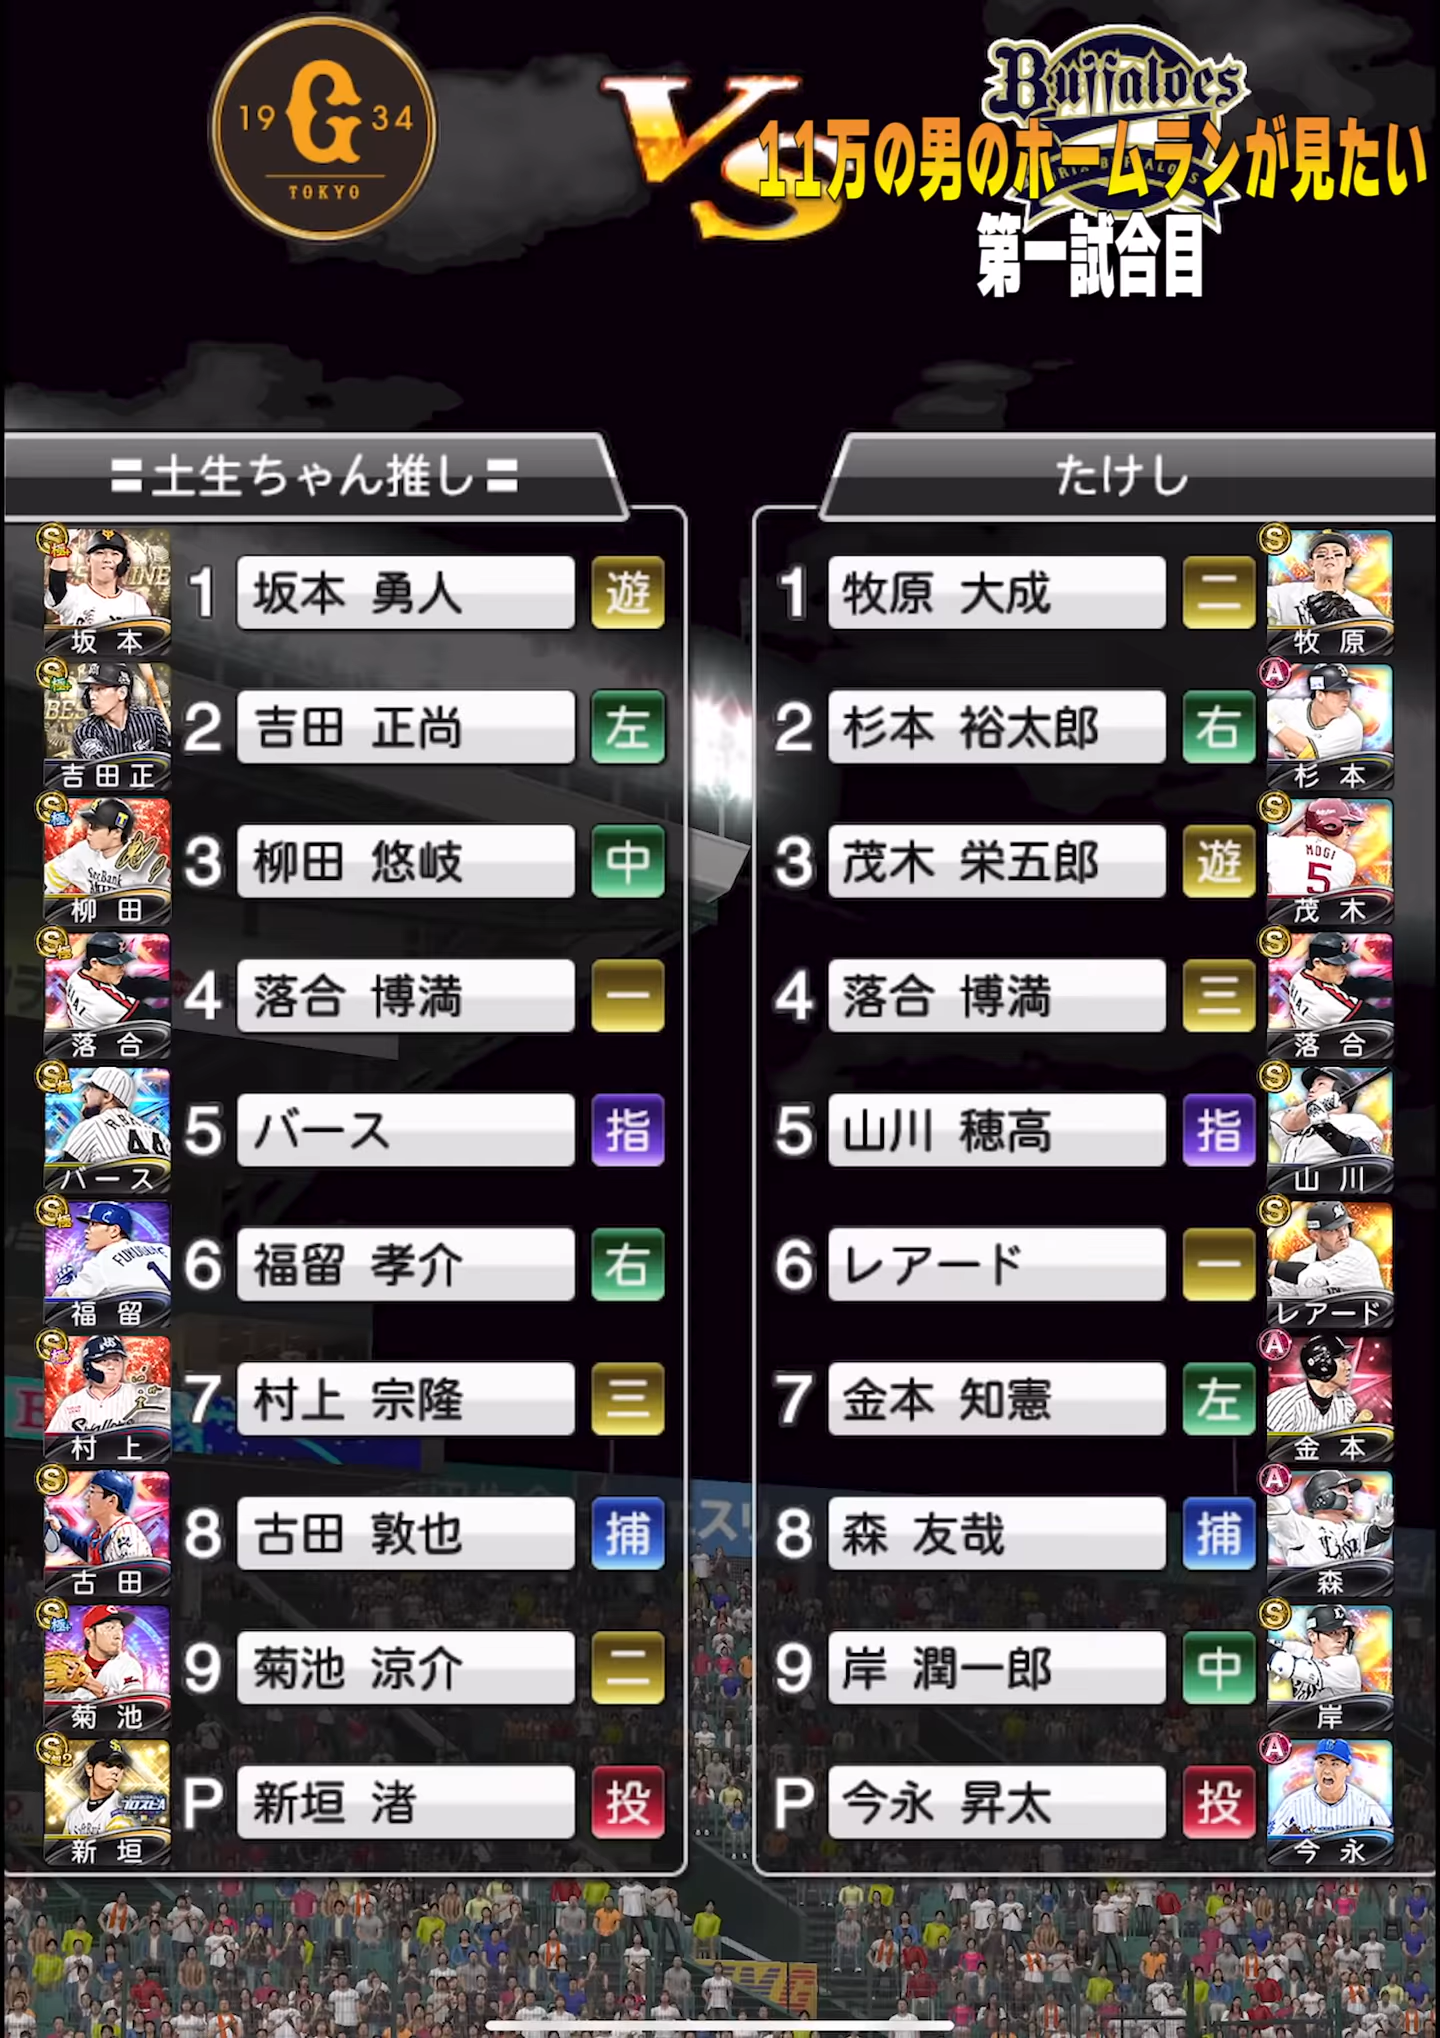 19 G 34
TOKYO
VS
Buffaloes
11万の男のホームランが見たい
第一試合目
〓土生ちゃん推し〓
たけし
1 坂本 勇人 遊
坂本
2 吉田 正尚 左
吉田正
3 柳田 悠岐 中
柳田
4 落合 博満 一
落合
5 バース 指
バース
6 福留 孝介 右
福留
7 村上 宗隆 三
村上
8 古田 敦也 捕
古田
9 菊池 涼介 二
菊池
P 新垣 渚 投
新垣
1 牧原 大成 二
牧原
2 杉本 裕太郎 右
杉本
3 茂木 栄五郎 遊
MOGI
5
茂木
4 落合 博満 三
落合
5 山川 穂高 指
山川
6 レアード 一
レアード
7 金本 知憲 左
金本
8 森 友哉 捕
森
9 岸 潤一郎 中
岸
P 今永 昇太 投
今永